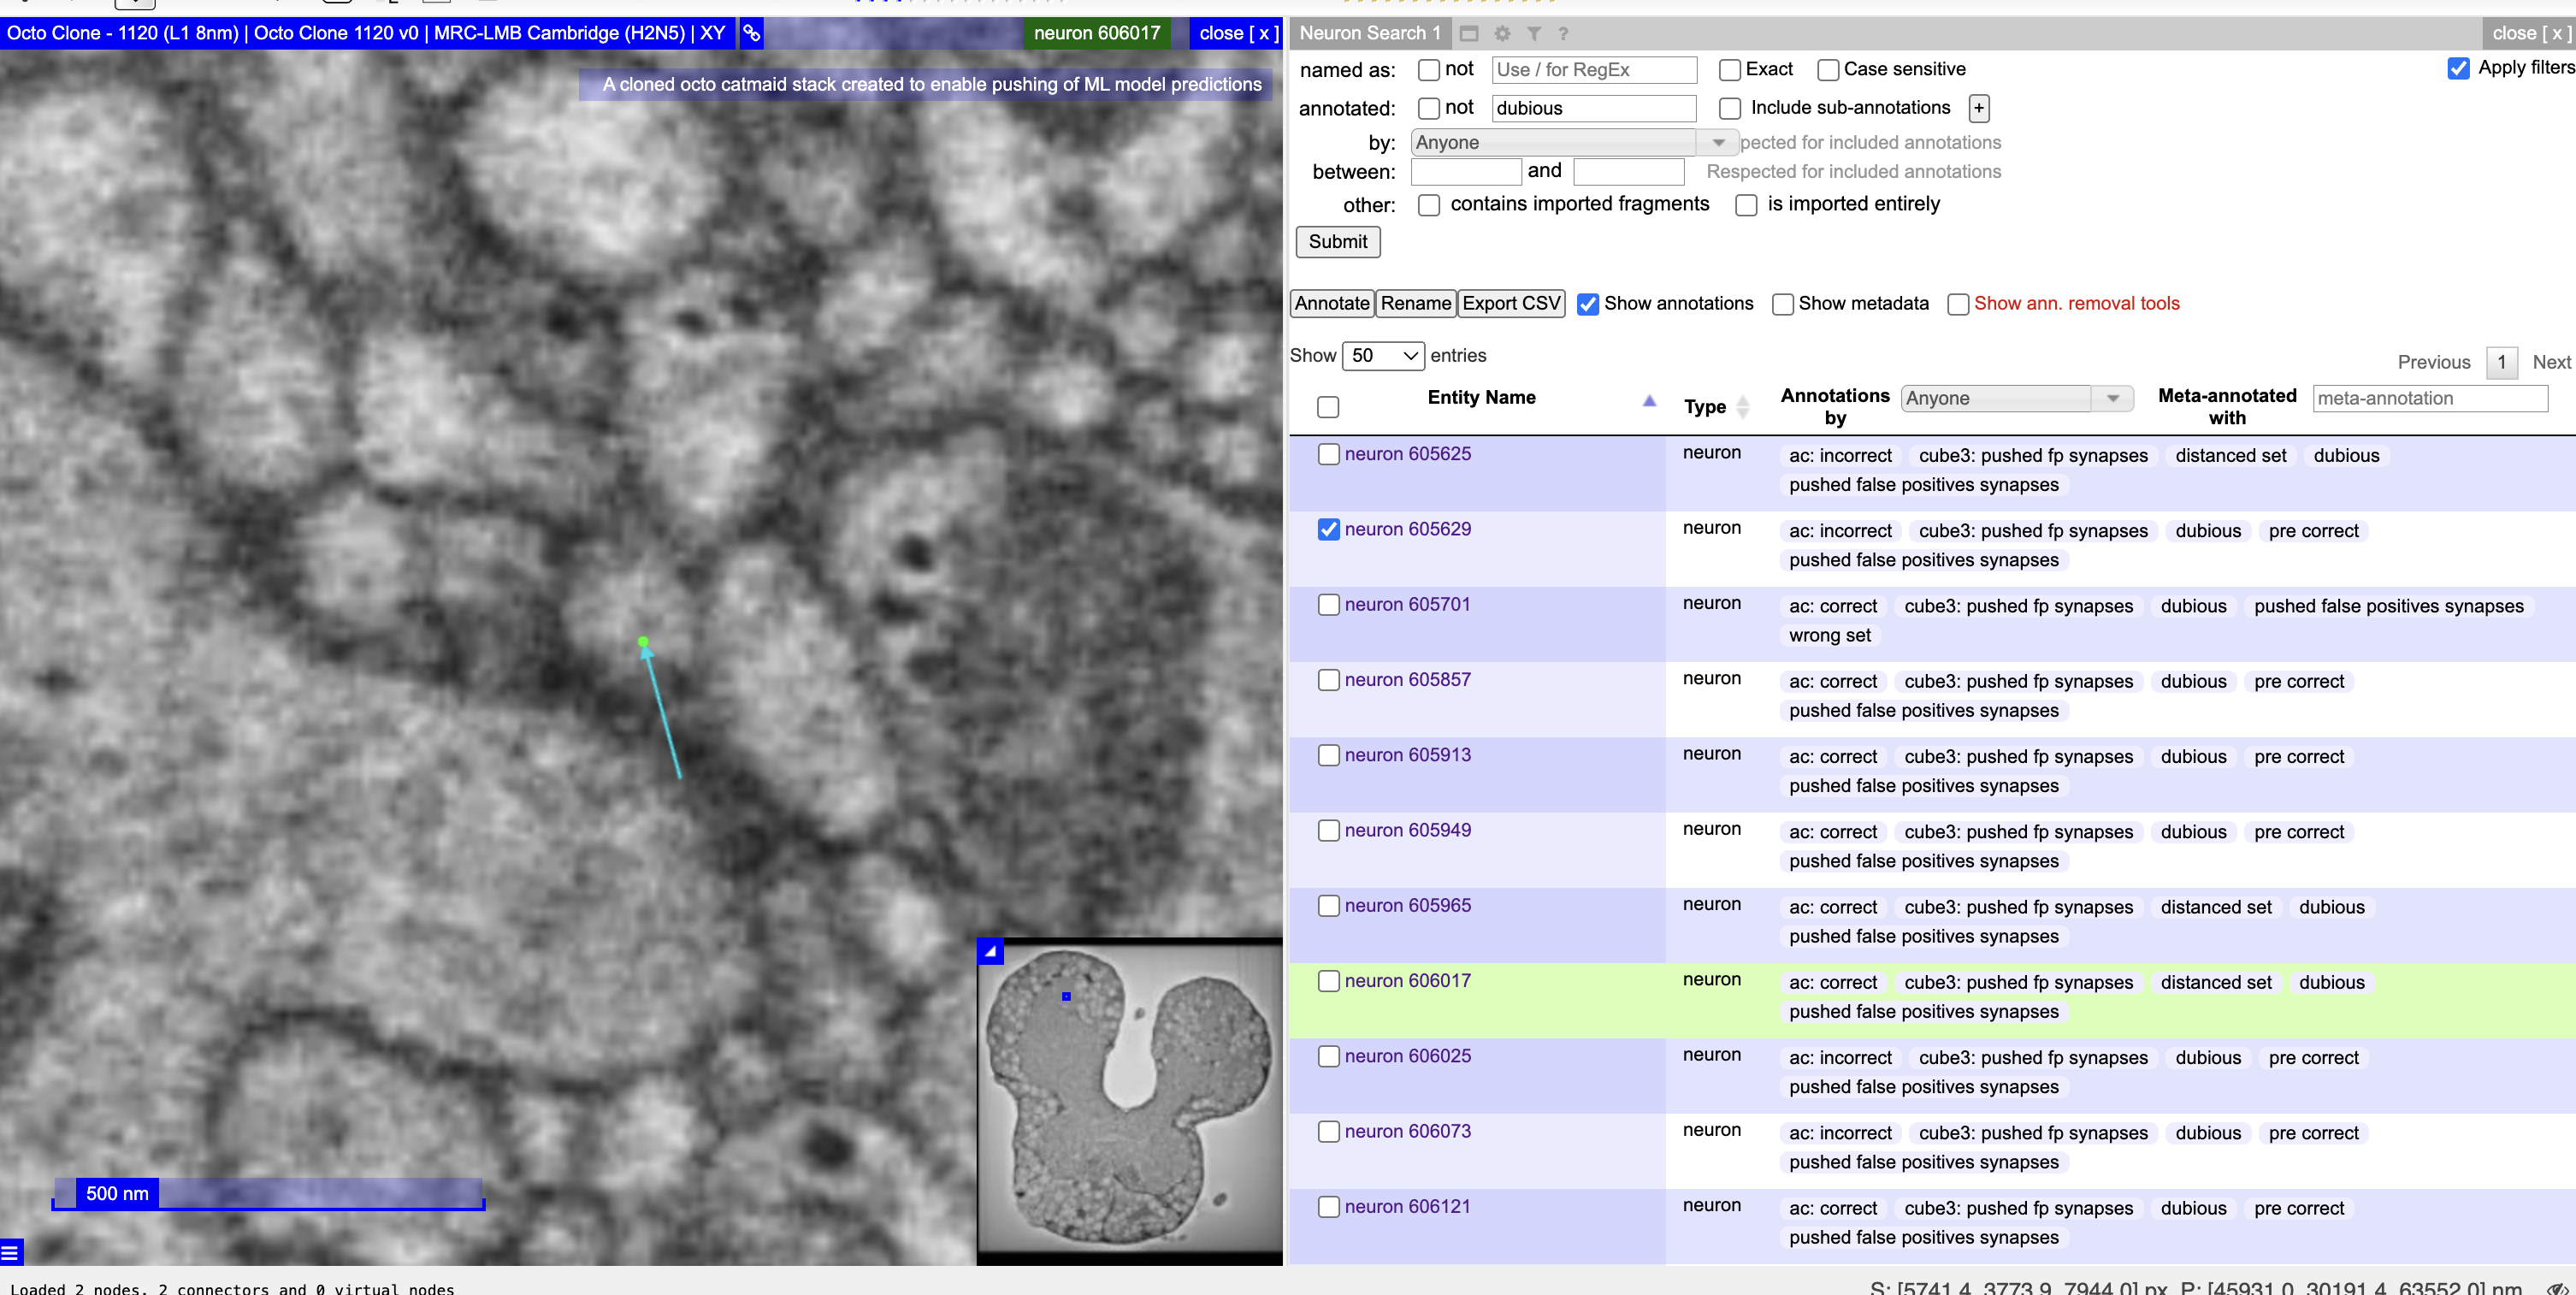 Octo Clone - 1120 (L1 8nm) | Octo Clone 1120 v0 | MRC-LMB Cambridge (H2N5) | XY
neuron 606017
close [ x ]
A cloned octo catmaid stack created to enable pushing of ML model predictions
500 nm
Loaded 2 nodes, 2 connectors and 0 virtual nodes
Neuron Search 1
?
close [ x ]
named as: not Use / for RegEx Exact Case sensitive Apply filters
annotated: not dubious Include sub-annotations +
by: Anyone pected for included annotations
between: and Respected for included annotations
other: contains imported fragments is imported entirely
Submit
Annotate Rename Export CSV Show annotations Show metadata Show ann. removal tools
Show 50 entries
Previous 1 Next
Entity Name Type Annotations by Anyone Meta-annotated with meta-annotation
neuron 605625 neuron ac: incorrect cube3: pushed fp synapses distanced set dubious
pushed false positives synapses
neuron 605629 neuron ac: incorrect cube3: pushed fp synapses dubious pre correct
pushed false positives synapses
neuron 605701 neuron ac: correct cube3: pushed fp synapses dubious pushed false positives synapses
wrong set
neuron 605857 neuron ac: correct cube3: pushed fp synapses dubious pre correct
pushed false positives synapses
neuron 605913 neuron ac: correct cube3: pushed fp synapses dubious pre correct
pushed false positives synapses
neuron 605949 neuron ac: correct cube3: pushed fp synapses dubious pre correct
pushed false positives synapses
neuron 605965 neuron ac: correct cube3: pushed fp synapses distanced set dubious
pushed false positives synapses
neuron 606017 neuron ac: correct cube3: pushed fp synapses distanced set dubious
pushed false positives synapses
neuron 606025 neuron ac: incorrect cube3: pushed fp synapses dubious pre correct
pushed false positives synapses
neuron 606073 neuron ac: incorrect cube3: pushed fp synapses dubious pre correct
pushed false positives synapses
neuron 606121 neuron ac: correct cube3: pushed fp synapses dubious pre correct
pushed false positives synapses
S: [5741.4, 3773.9, 7944.0] px, P: [45931.0, 30191.4, 63552.0] nm